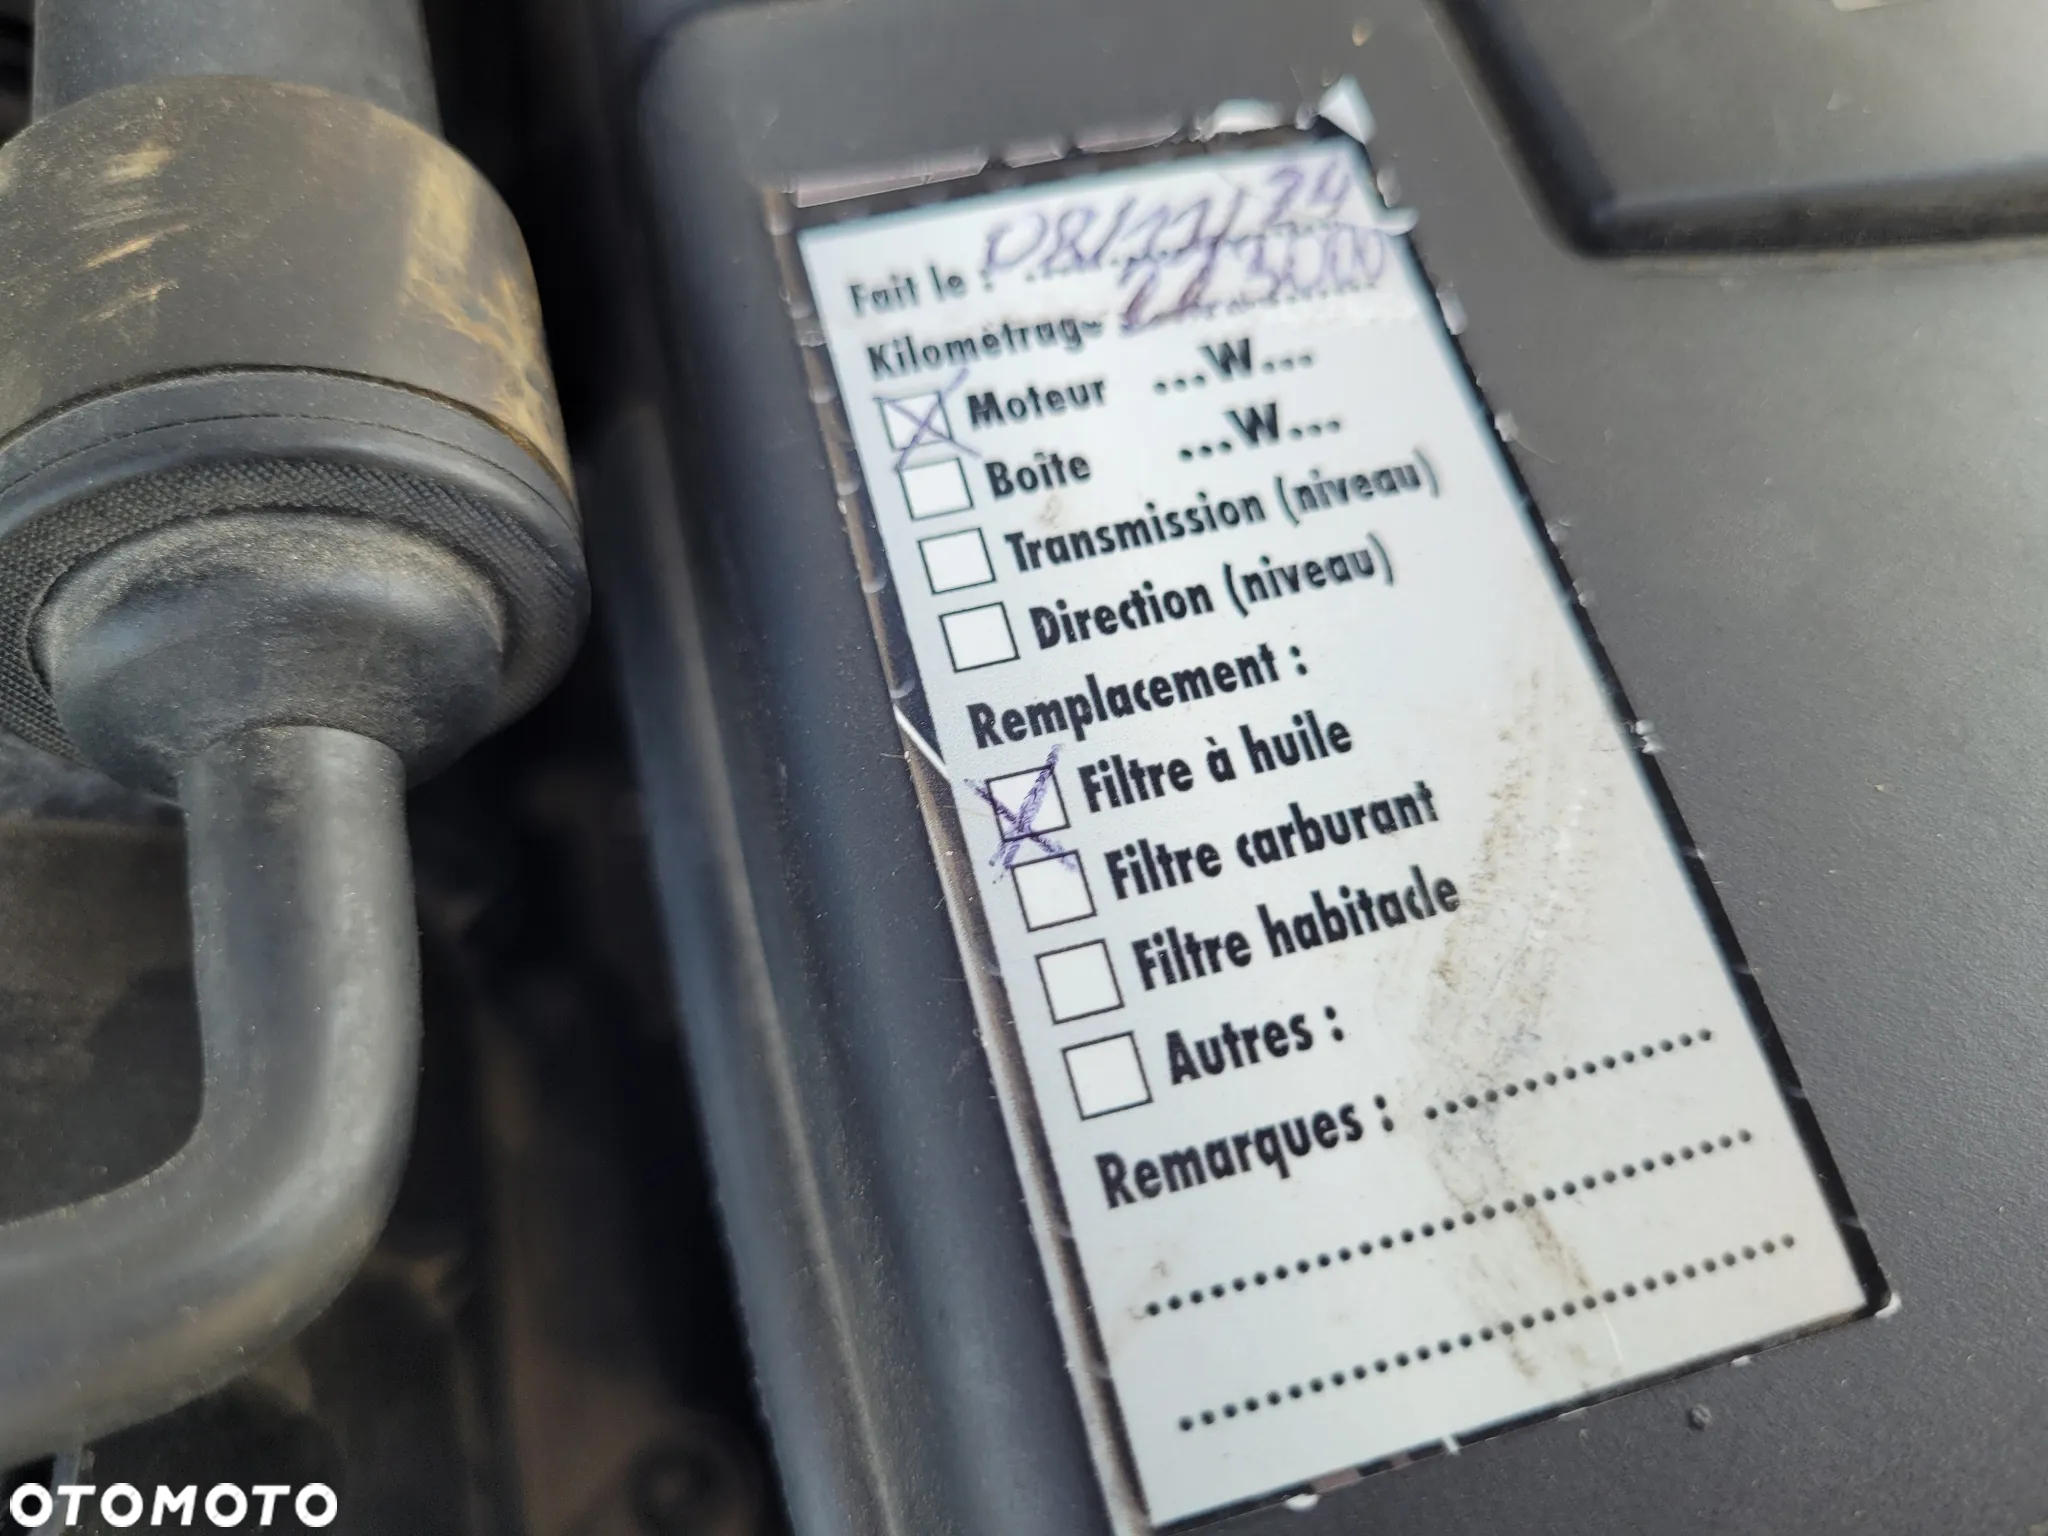 Fait le : 08/11/24
Kilométrage
Moteur ...W...
Boîte ...W...
Transmission (niveau)
Direction (niveau)
Remplacement :
Filtre à huile
Filtre carburant
Filtre habitacle
Autres :
Remarques :
OTOMOTO